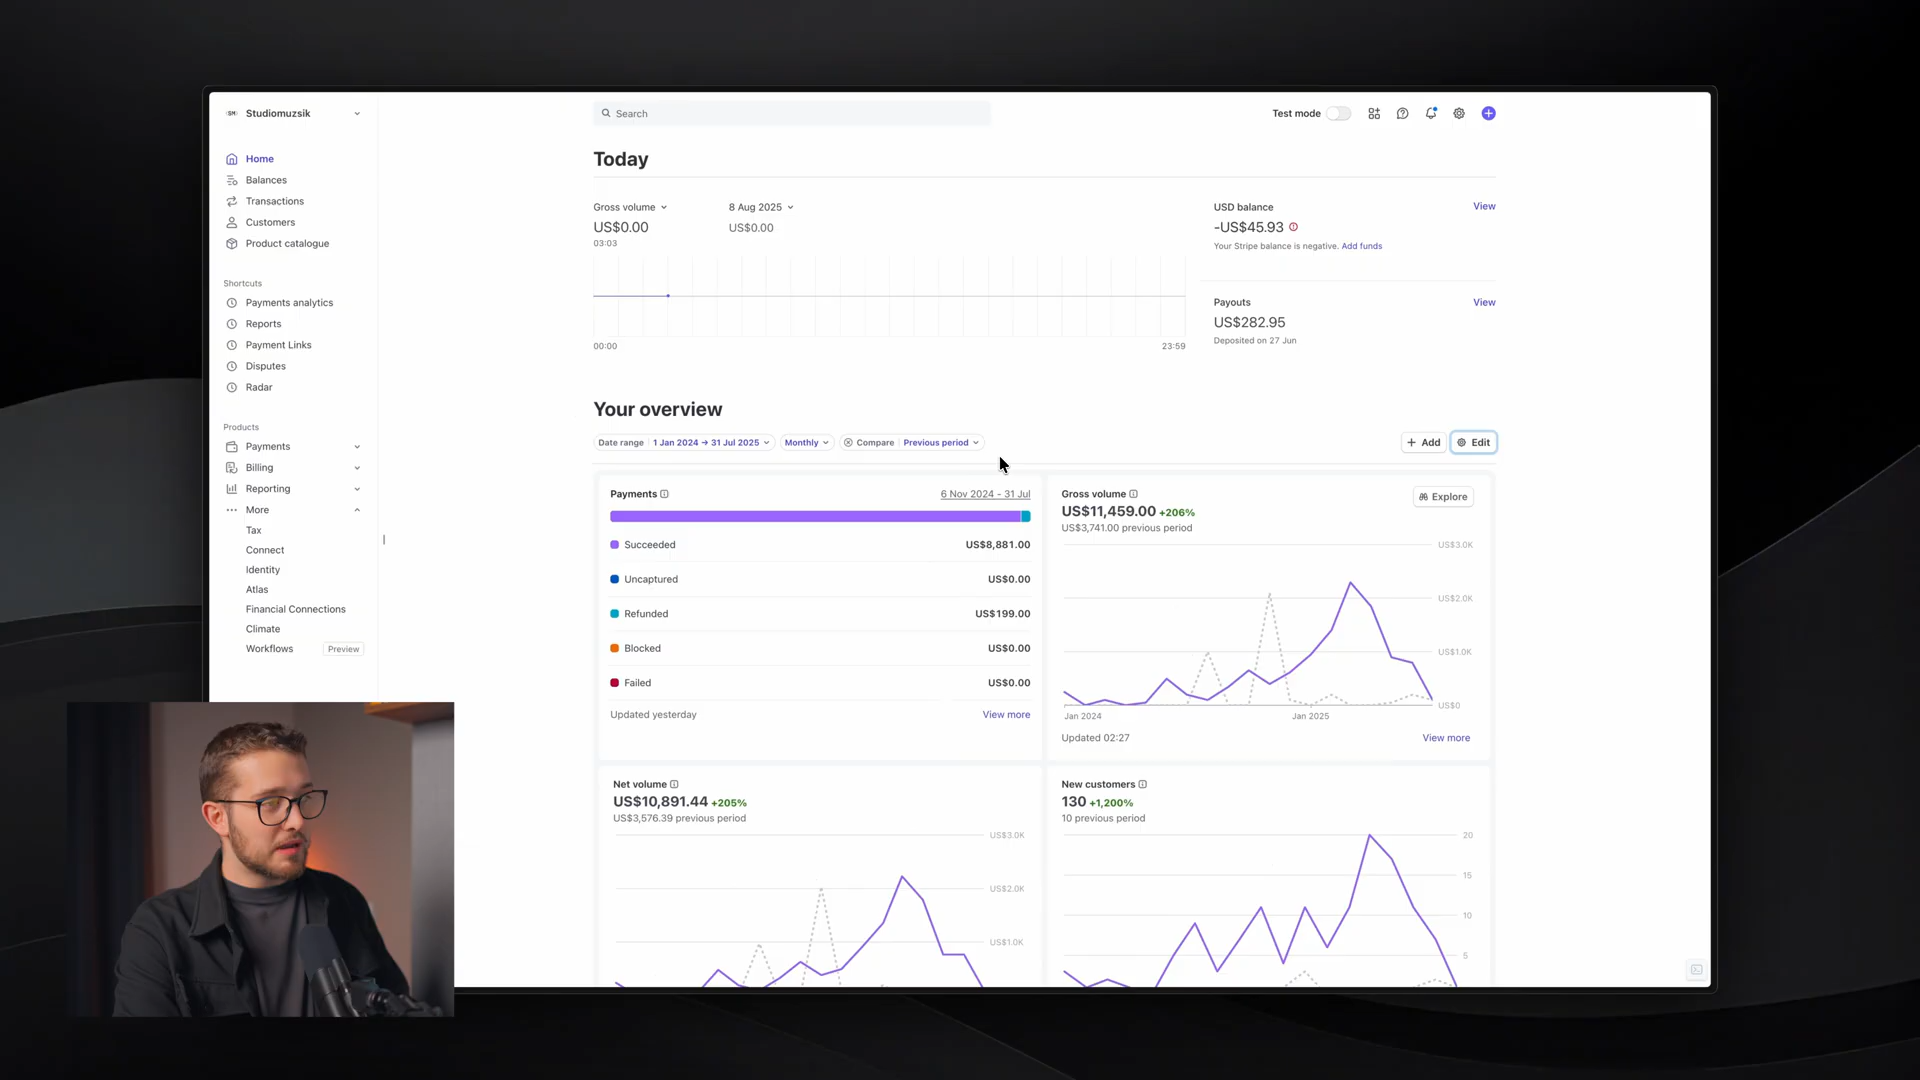 SM Studiomuzsik
Search
Test mode
Home
Balances
Transactions
Customers
Product catalogue
Shortcuts
Payments analytics
Reports
Payment Links
Disputes
Radar
Products
Payments
Billing
Reporting
More
Tax
Connect
Identity
Atlas
Financial Connections
Climate
Workflows Preview
Today
Gross volume
US$0.00
03:03
8 Aug 2025
US$0.00
00:00 23:59
USD balance View
-US$45.93
Your Stripe balance is negative. Add funds
Payouts View
US$282.95
Deposited on 27 Jun
Your overview
Date range 1 Jan 2024 → 31 Jul 2025 Monthly Compare Previous period
+ Add Edit
Payments 6 Nov 2024 - 31 Jul
Succeeded US$8,881.00
Uncaptured US$0.00
Refunded US$199.00
Blocked US$0.00
Failed US$0.00
Updated yesterday View more
Gross volume Explore
US$11,459.00 +206%
US$3,741.00 previous period
US$3.0K
US$2.0K
US$1.0K
US$0
Jan 2024 Jan 2025
Updated 02:27 View more
Net volume
US$10,891.44 +205%
US$3,576.39 previous period
US$3.0K
US$2.0K
US$1.0K
New customers
130 +1,200%
10 previous period
20
15
10
5